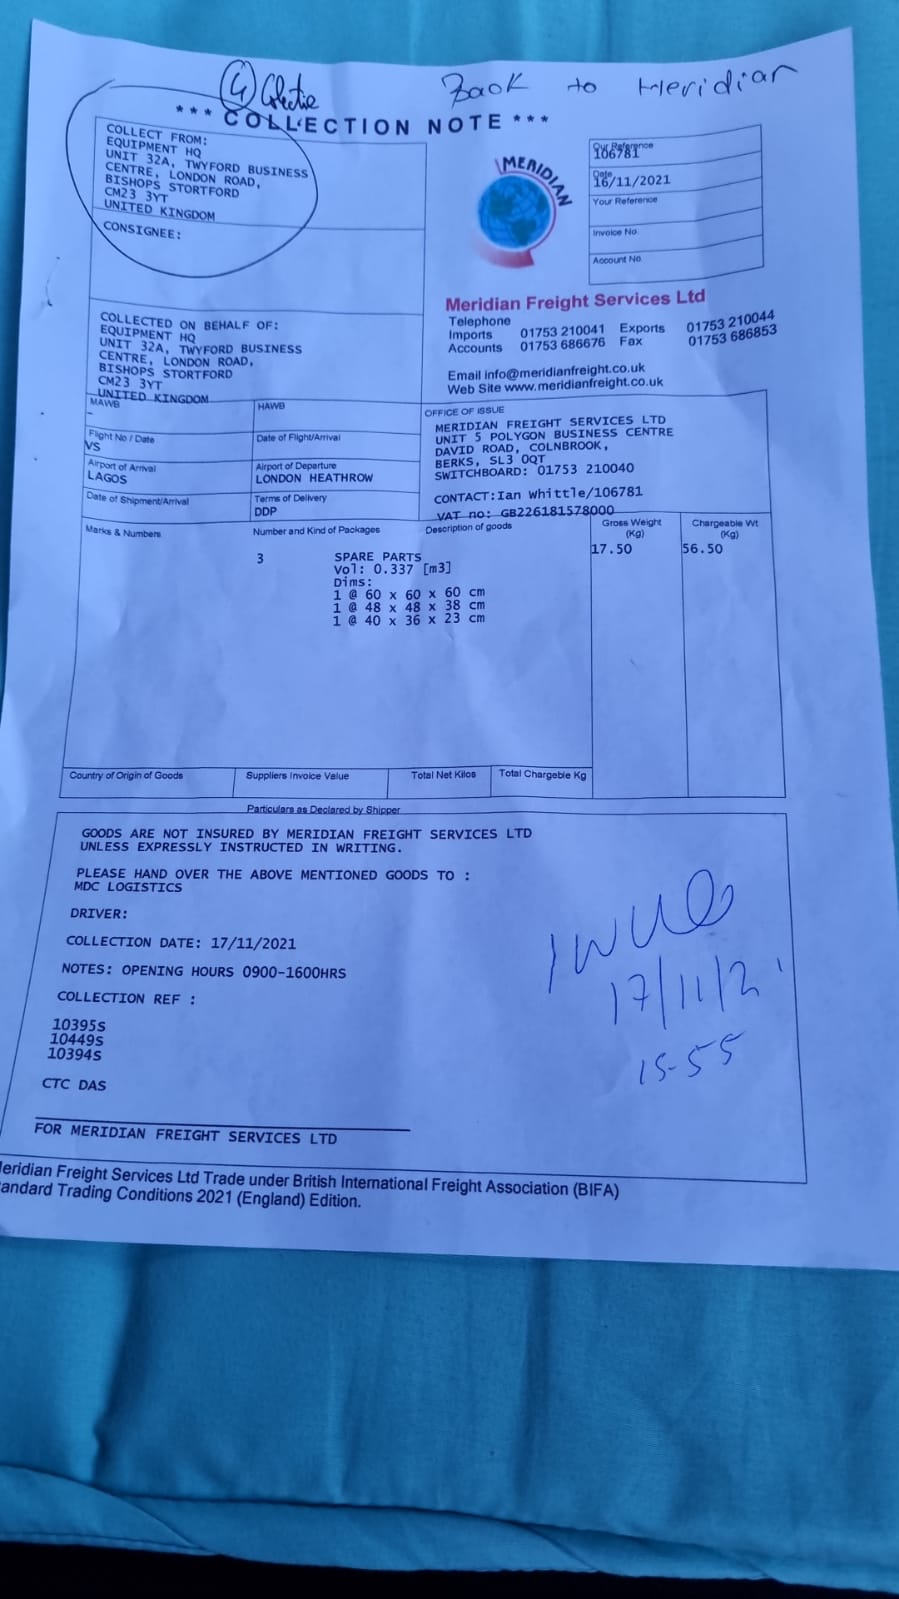 4 Collection
Back to Meridian
*** COLLECTION NOTE ***
COLLECT FROM:
EQUIPMENT HQ
UNIT 32A, TWYFORD BUSINESS
CENTRE, LONDON ROAD,
BISHOPS STORTFORD
CM23 3YT
UNITED KINGDOM
CONSIGNEE:
MERIDIAN
Our Reference
106781
Date
16/11/2021
Your Reference
Invoice No.
Account No.
COLLECTED ON BEHALF OF:
EQUIPMENT HQ
UNIT 32A, TWYFORD BUSINESS
CENTRE, LONDON ROAD,
BISHOPS STORTFORD
CM23 3YT
UNITED KINGDOM
Meridian Freight Services Ltd
Telephone
Imports 01753 210041 Exports 01753 210044
Accounts 01753 686676 Fax 01753 686853
Email info@meridianfreight.co.uk
Web Site www.meridianfreight.co.uk
MAWB HAWB
-
Flight No / Date Date of Flight/Arrival
VS
Airport of Arrival Airport of Departure
LAGOS LONDON HEATHROW
Date of Shipment/Arrival Terms of Delivery
DDP
OFFICE OF ISSUE
MERIDIAN FREIGHT SERVICES LTD
UNIT 5 POLYGON BUSINESS CENTRE
DAVID ROAD, COLNBROOK,
BERKS, SL3 0QT
SWITCHBOARD: 01753 210040
CONTACT:Ian Whittle/106781
VAT no: GB226181578000
Marks & Numbers Number and Kind of Packages Description of goods Gross Weight (Kg) Chargeable Wt (Kg)
3 SPARE PARTS 17.50 56.50
Vol: 0.337 [m3]
Dims:
1 @ 60 x 60 x 60 cm
1 @ 48 x 48 x 38 cm
1 @ 40 x 36 x 23 cm
Country of Origin of Goods Suppliers Invoice Value Total Net Kilos Total Chargeble Kg
Particulars as Declared by Shipper
GOODS ARE NOT INSURED BY MERIDIAN FREIGHT SERVICES LTD
UNLESS EXPRESSLY INSTRUCTED IN WRITING.
PLEASE HAND OVER THE ABOVE MENTIONED GOODS TO :
MDC LOGISTICS
DRIVER:
COLLECTION DATE: 17/11/2021
NOTES: OPENING HOURS 0900-1600HRS
COLLECTION REF :
10395s
10449s
10394s
CTC DAS
17/11/21
15-55
FOR MERIDIAN FREIGHT SERVICES LTD
eridian Freight Services Ltd Trade under British International Freight Association (BIFA)
andard Trading Conditions 2021 (England) Edition.